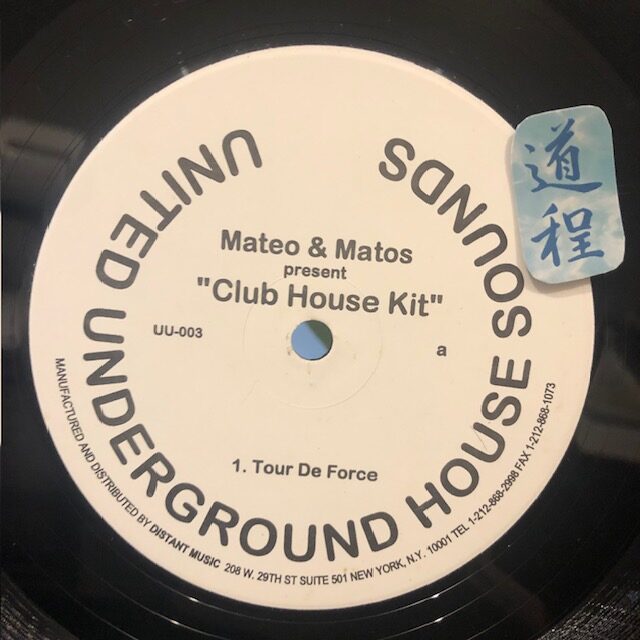 UNITED UNDERGROUND HOUSE SOUNDS
道程
Mateo & Matos
present
"Club House Kit"
UU-003
a
1. Tour De Force
MANUFACTURED AND DISTRIBUTED BY DISTANT MUSIC 208 W. 29TH ST SUITE 501 NEW YORK, N.Y. 10001 TEL 1-212-868-2998 FAX 1-212-868-1073